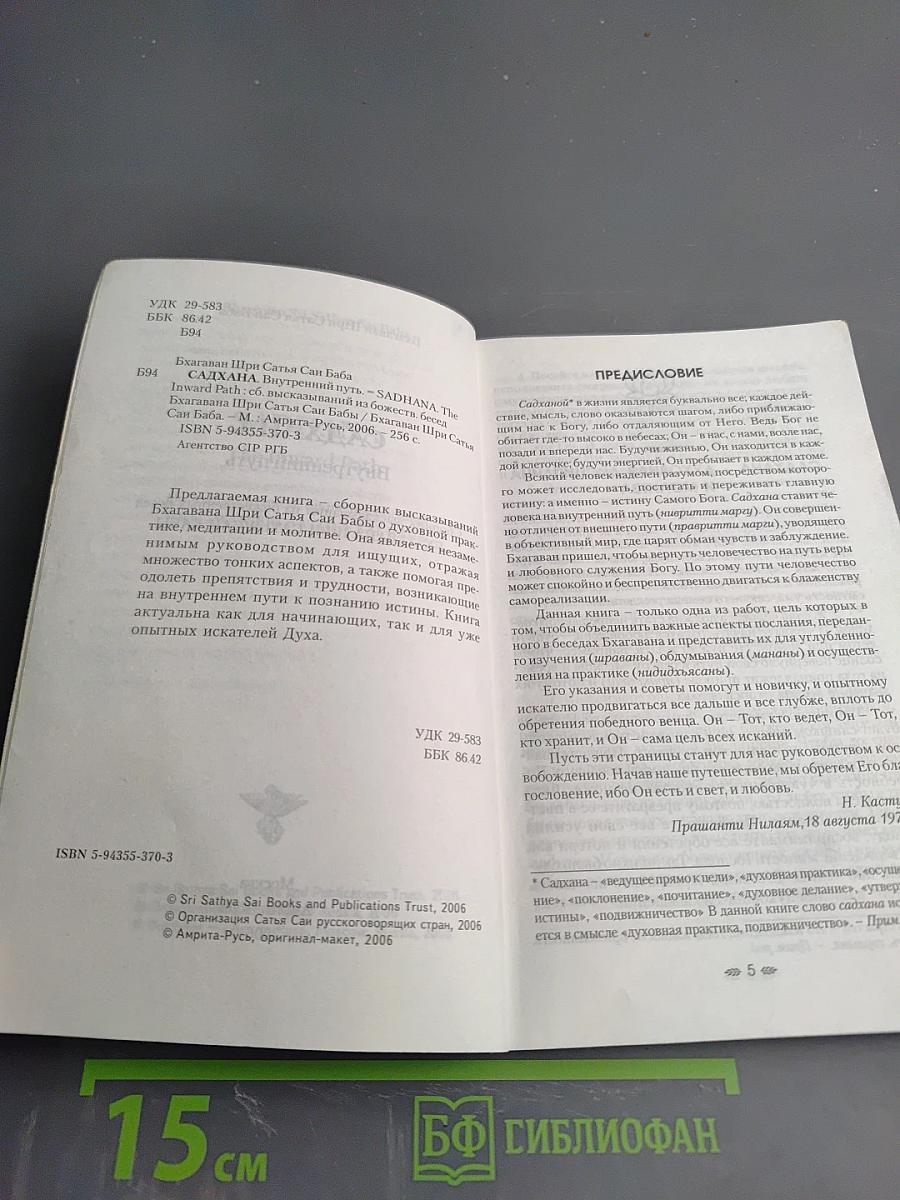 УДК 29-583
ББК 86.42
Б94
Бхагаван Шри Сатья Саи Баба
Б94 САДХАНА. Внутренний путь. – SADHANA. The
Inward Path : сб. высказываний из божеств. бесед
Бхагавана Шри Сатья Саи Бабы / Бхагаван Шри Сатья
Саи Баба. – М. : Амрита-Русь, 2006. – 256 с.
ISBN 5-94355-370-3
Агентство CIP РГБ
Предлагаемая книга – сборник высказываний
Бхагавана Шри Сатья Саи Бабы о духовной прак-
тике, медитации и молитве. Она является незаме-
нимым руководством для ищущих, отражая
множество тонких аспектов, а также помогая пре-
одолеть препятствия и трудности, возникающие
на внутреннем пути к познанию истины. Книга
актуальна как для начинающих, так и для уже
опытных искателей Духа.
УДК 29-583
ББК 86.42
ISBN 5-94355-370-3
© Sri Sathya Sai Books and Publications Trust, 2006
© Организация Сатья Саи русскоговорящих стран, 2006
© Амрита-Русь, оригинал-макет, 2006
ПРЕДИСЛОВИЕ
Садханой* в жизни является буквально все; каждое дей-
ствие, мысль, слово оказываются шагом, либо приближаю-
щим нас к Богу, либо отдаляющим от Него. Ведь Бог не
обитает где-то высоко в небесах; Он – в нас, с нами, возле нас,
позади и впереди нас. Будучи жизнью, Он находится в каж-
дой клеточке; будучи энергией, Он пребывает в каждом атоме.
Всякий человек наделен разумом, посредством которо-
го может исследовать, постигать и переживать главную
истину: а именно – истину Самого Бога. Садхана ставит че-
ловека на внутренний путь (нивритти маргу). Он совершен-
но отличен от внешнего пути (правритти марги), уводящего
в объективный мир, где царят обман чувств и заблуждение.
Бхагаван пришел, чтобы вернуть человечество на путь веры
и любовного служения Богу. По этому пути человечество
может спокойно и беспрепятственно двигаться к блаженству
самореализации.
Данная книга – только одна из работ, цель которых в
том, чтобы объединить важные аспекты послания, передан-
ного в беседах Бхагавана и представить их для углубленно-
го изучения (шраваны), обдумывания (мананы) и осуществ-
ления на практике (нидидхьясаны).
Его указания и советы помогут и новичку, и опытному
искателю продвигаться все дальше и все глубже, вплоть до
обретения победного венца. Он – Тот, кто ведет, Он – Тот,
кто хранит, и Он – сама цель всех исканий.
Пусть эти страницы станут для нас руководством к ос
вобождению. Начав наше путешествие, мы обретем Его бла
гословение, ибо Он есть и свет, и любовь.
Н. Касту
Прашанти Нилаям, 18 августа 197
* Садхана – «ведущее прямо к цели», «духовная практика», «осуще
ние», «поклонение», «почитание», «духовное делание», «утвер
истины», «подвижничество» В данной книге слово садхана ис
ется в смысле «духовная практика, подвижничество». – Прим.
5
15 см
БФ СИБЛИОФАН